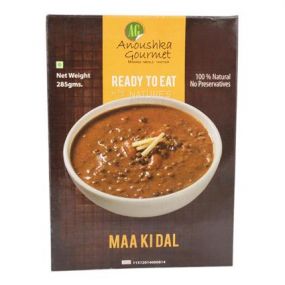 AG
Anoushka
Gourmet
Net Weight
285gms.
READY TO EAT
100 % Natural
No Preservatives
MAA KI DAL